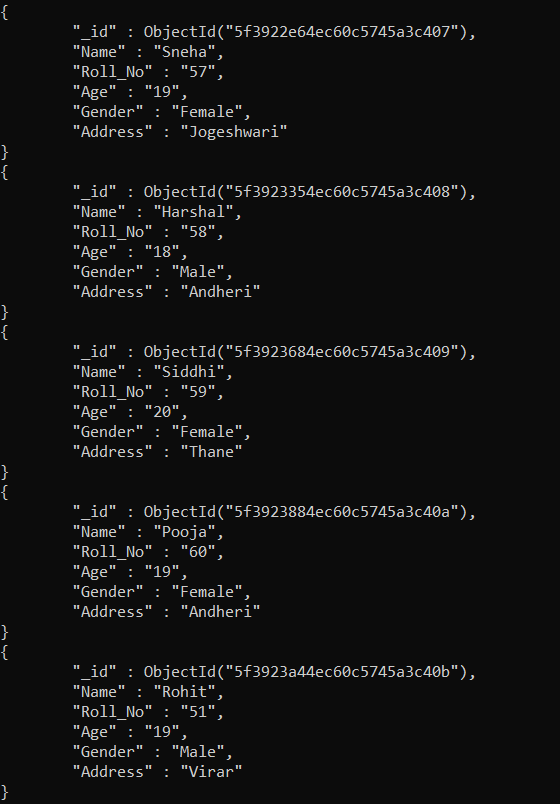 {
        "_id" : ObjectId("5f3922e64ec60c5745a3c407"),
        "Name" : "Sneha",
        "Roll_No" : "57",
        "Age" : "19",
        "Gender" : "Female",
        "Address" : "Jogeshwari"
}
{
        "_id" : ObjectId("5f3923354ec60c5745a3c408"),
        "Name" : "Harshal",
        "Roll_No" : "58",
        "Age" : "18",
        "Gender" : "Male",
        "Address" : "Andheri"
}
{
        "_id" : ObjectId("5f3923684ec60c5745a3c409"),
        "Name" : "Siddhi",
        "Roll_No" : "59",
        "Age" : "20",
        "Gender" : "Female",
        "Address" : "Thane"
}
{
        "_id" : ObjectId("5f3923884ec60c5745a3c40a"),
        "Name" : "Pooja",
        "Roll_No" : "60",
        "Age" : "19",
        "Gender" : "Female",
        "Address" : "Andheri"
}
{
        "_id" : ObjectId("5f3923a44ec60c5745a3c40b"),
        "Name" : "Rohit",
        "Roll_No" : "51",
        "Age" : "19",
        "Gender" : "Male",
        "Address" : "Virar"
}